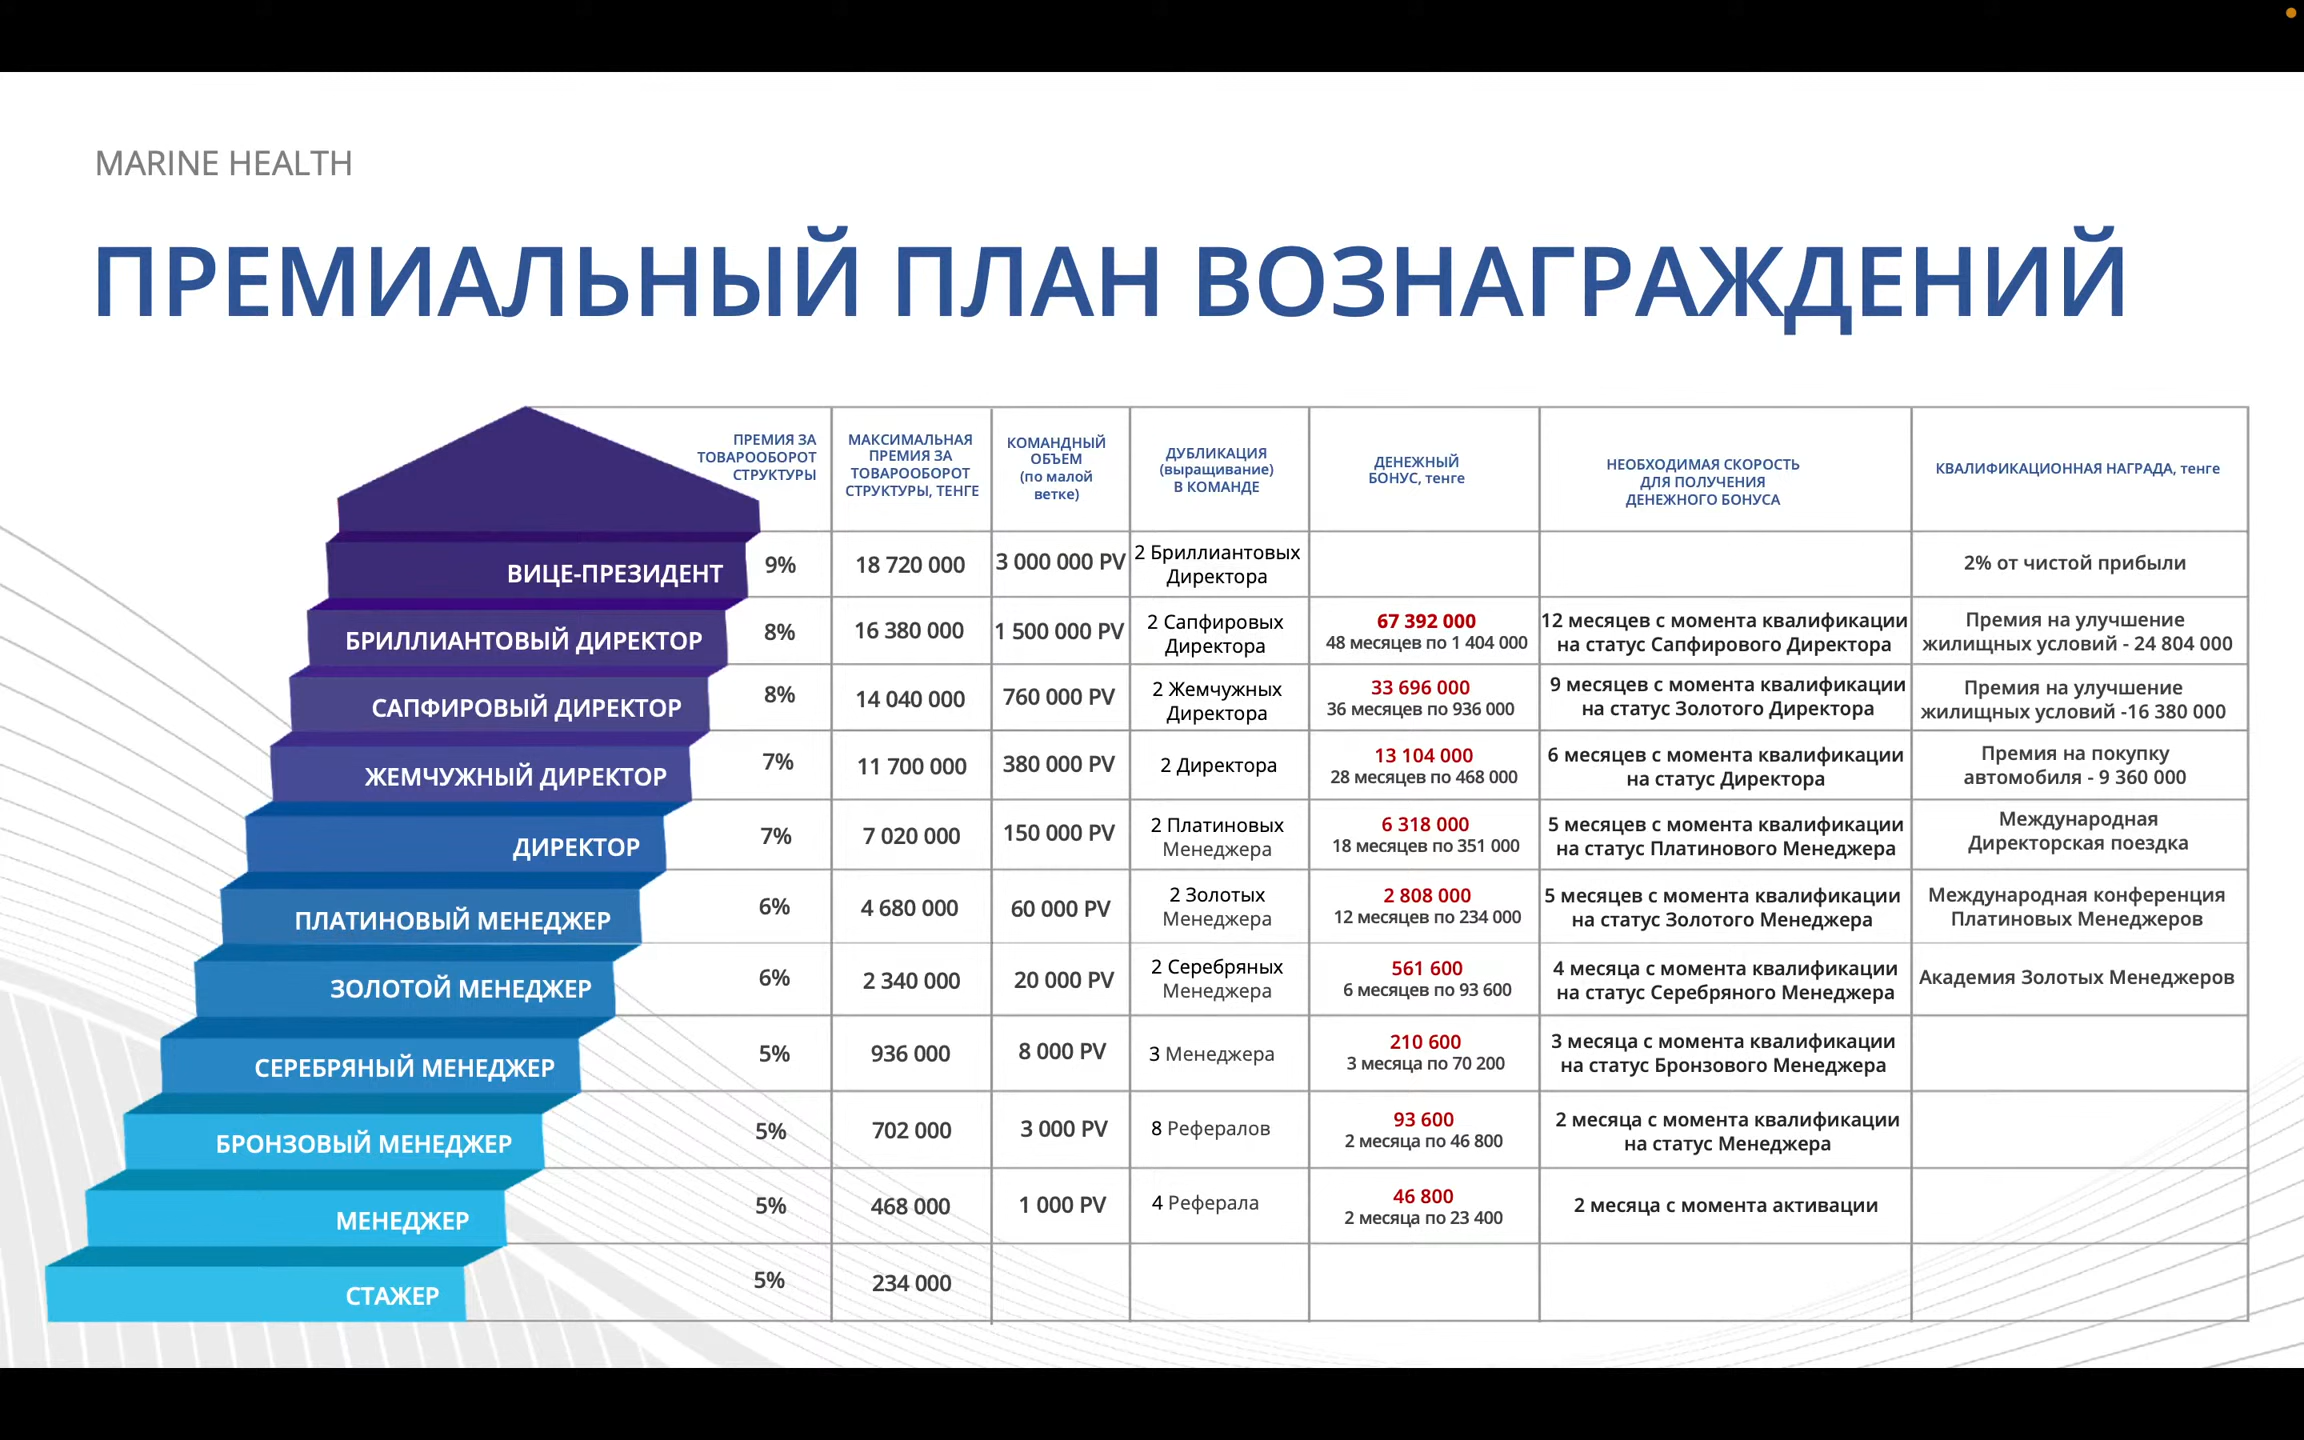 MARINE HEALTH
ПРЕМИАЛЬНЫЙ ПЛАН ВОЗНАГРАЖДЕНИЙ
ПРЕМИЯ ЗА
ТОВАРООБОРОТ
СТРУКТУРЫ
МАКСИМАЛЬНАЯ
ПРЕМИЯ ЗА
ТОВАРООБОРОТ
СТРУКТУРЫ, ТЕНГЕ
КОМАНДНЫЙ
ОБЪЕМ
(по малой
ветке)
ДУБЛИКАЦИЯ
(выращивание)
В КОМАНДЕ
ДЕНЕЖНЫЙ
БОНУС, тенге
НЕОБХОДИМАЯ СКОРОСТЬ
ДЛЯ ПОЛУЧЕНИЯ
ДЕНЕЖНОГО БОНУСА
КВАЛИФИКАЦИОННАЯ НАГРАДА, тенге
ВИЦЕ-ПРЕЗИДЕНТ
9%
18 720 000
3 000 000 PV
2 Бриллиантовых
Директора
2% от чистой прибыли
БРИЛЛИАНТОВЫЙ ДИРЕКТОР
8%
16 380 000
1 500 000 PV
2 Сапфировых
Директора
67 392 000
48 месяцев по 1 404 000
12 месяцев с момента квалификации
на статус Сапфирового Директора
Премия на улучшение
жилищных условий - 24 804 000
САПФИРОВЫЙ ДИРЕКТОР
8%
14 040 000
760 000 PV
2 Жемчужных
Директора
33 696 000
36 месяцев по 936 000
9 месяцев с момента квалификации
на статус Золотого Директора
Премия на улучшение
жилищных условий -16 380 000
ЖЕМЧУЖНЫЙ ДИРЕКТОР
7%
11 700 000
380 000 PV
2 Директора
13 104 000
28 месяцев по 468 000
6 месяцев с момента квалификации
на статус Директора
Премия на покупку
автомобиля - 9 360 000
ДИРЕКТОР
7%
7 020 000
150 000 PV
2 Платиновых
Менеджера
6 318 000
18 месяцев по 351 000
5 месяцев с момента квалификации
на статус Платинового Менеджера
Международная
Директорская поездка
ПЛАТИНОВЫЙ МЕНЕДЖЕР
6%
4 680 000
60 000 PV
2 Золотых
Менеджера
2 808 000
12 месяцев по 234 000
5 месяцев с момента квалификации
на статус Золотого Менеджера
Международная конференция
Платиновых Менеджеров
ЗОЛОТОЙ МЕНЕДЖЕР
6%
2 340 000
20 000 PV
2 Серебряных
Менеджера
561 600
6 месяцев по 93 600
4 месяца с момента квалификации
на статус Серебряного Менеджера
Академия Золотых Менеджеров
СЕРЕБРЯНЫЙ МЕНЕДЖЕР
5%
936 000
8 000 PV
3 Менеджера
210 600
3 месяца по 70 200
3 месяца с момента квалификации
на статус Бронзового Менеджера
БРОНЗОВЫЙ МЕНЕДЖЕР
5%
702 000
3 000 PV
8 Рефералов
93 600
2 месяца по 46 800
2 месяца с момента квалификации
на статус Менеджера
МЕНЕДЖЕР
5%
468 000
1 000 PV
4 Реферала
46 800
2 месяца по 23 400
2 месяца с момента активации
СТАЖЕР
5%
234 000